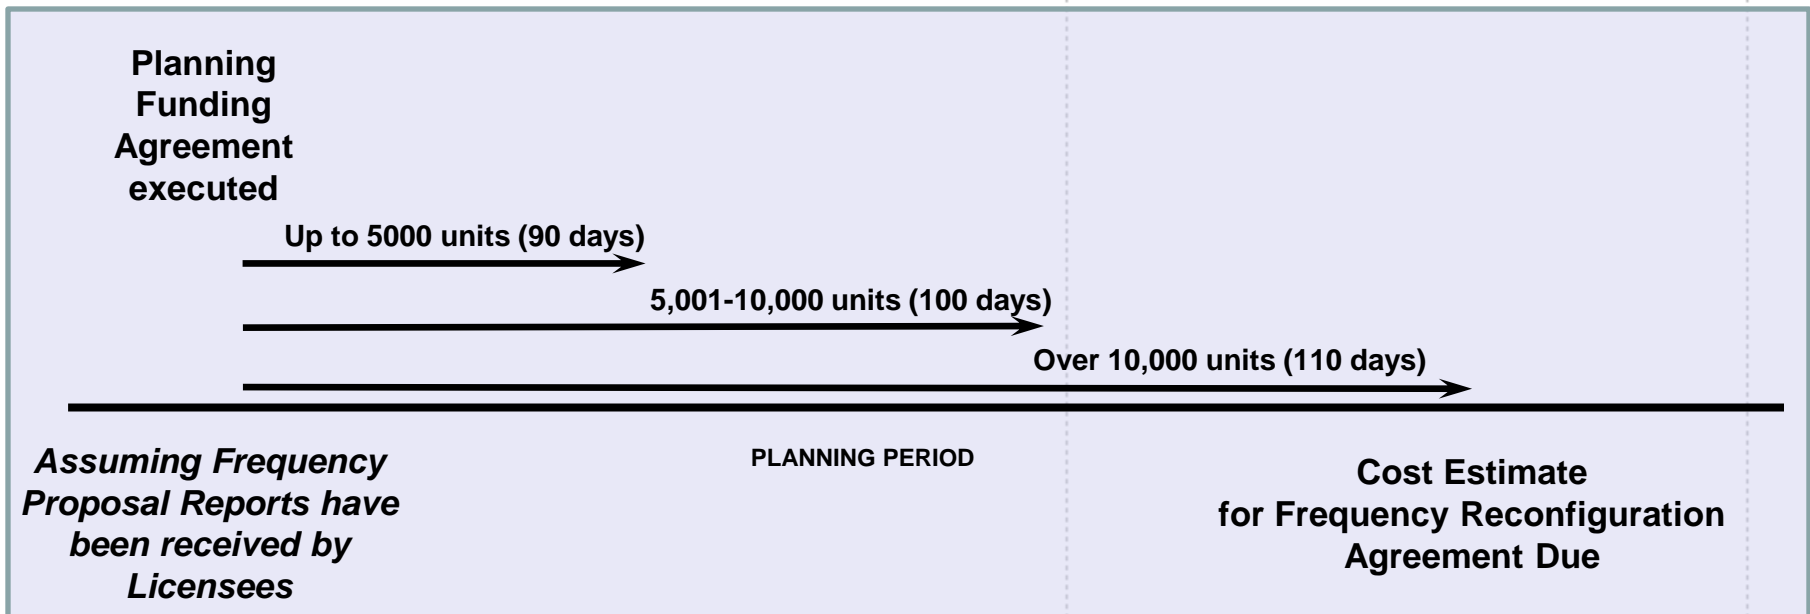 Planning
Funding
Agreement
executed
Up to 5000 units (90 days)
5,001-10,000 units (100 days)
Over 10,000 units (110 days)
Assuming Frequency
Proposal Reports have
been received by
Licensees
PLANNING PERIOD
Cost Estimate
for Frequency Reconfiguration
Agreement Due